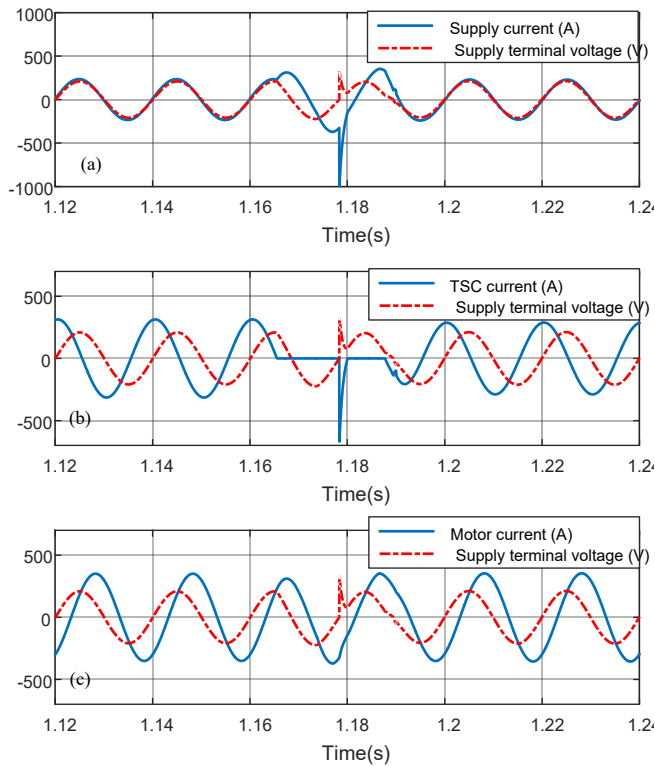 1000
Supply current (A)
Supply terminal voltage (V)
500
0
-500
(a)
-1000
1.12 1.14 1.16 1.18 1.2 1.22 1.24
Time(s)
TSC current (A)
Supply terminal voltage (V)
500
0
-500
(b)
1.12 1.14 1.16 1.18 1.2 1.22 1.24
Time(s)
Motor current (A)
Supply terminal voltage (V)
500
0
-500
(c)
1.12 1.14 1.16 1.18 1.2 1.22 1.24
Time(s)